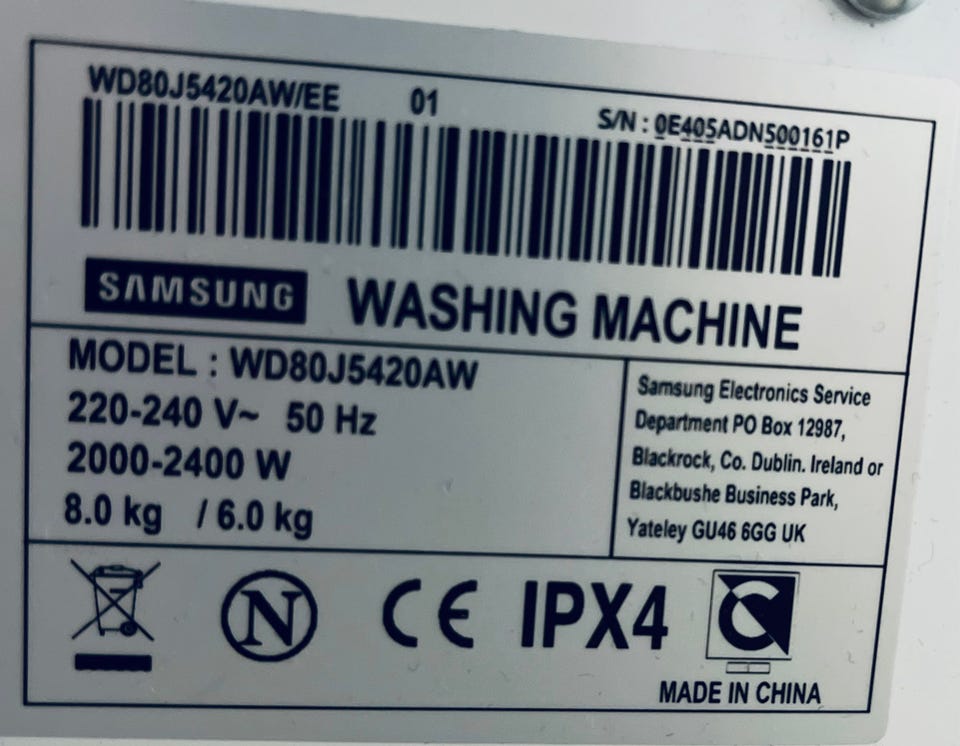 WD80J5420AW/EE 01 S/N : 0E405ADN500161P
SAMSUNG WASHING MACHINE
MODEL : WD80J5420AW
220-240 V~ 50 Hz
2000-2400 W
8.0 kg / 6.0 kg
Samsung Electronics Service
Department PO Box 12987,
Blackrock, Co. Dublin. Ireland or
Blackbushe Business Park,
Yateley GU46 6GG UK
N CE IPX4
MADE IN CHINA